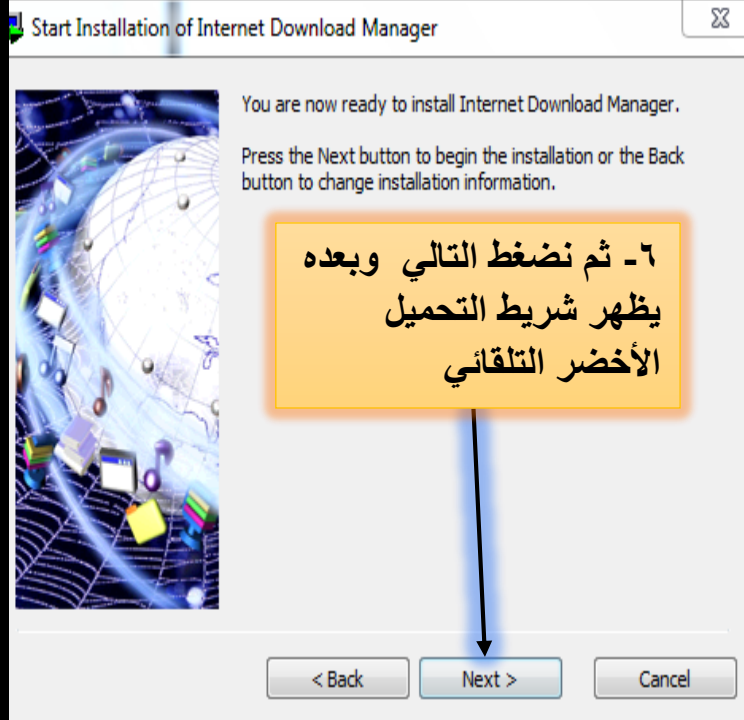 Start Installation of Internet Download Manager
You are now ready to install Internet Download Manager.
Press the Next button to begin the installation or the Back
button to change installation information.
٦- ثم نضغط التالي وبعده
يظهر شريط التحميل
الأخضر التلقائي
< Back
Next >
Cancel